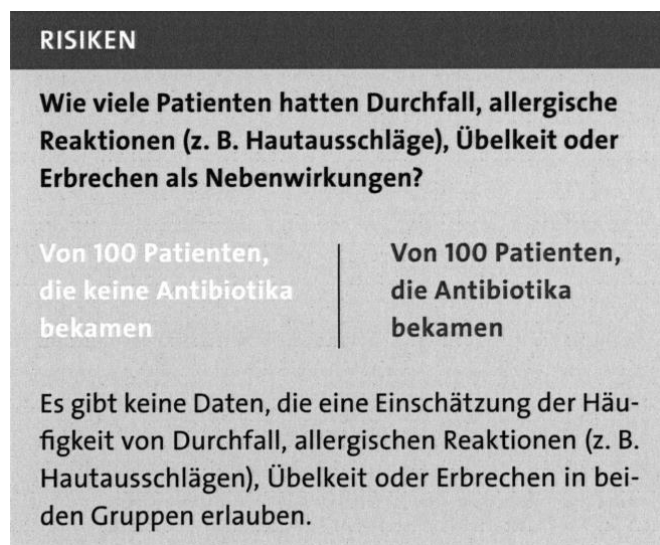 RISIKEN
Wie viele Patienten hatten Durchfall, allergische
Reaktionen (z. B. Hautausschläge), Übelkeit oder
Erbrechen als Nebenwirkungen?
Von 100 Patienten,
die keine Antibiotika
bekamen
Von 100 Patienten,
die Antibiotika
bekamen
Es gibt keine Daten, die eine Einschätzung der Häu-
figkeit von Durchfall, allergischen Reaktionen (z. B.
Hautausschlägen), Übelkeit oder Erbrechen in bei-
den Gruppen erlauben.